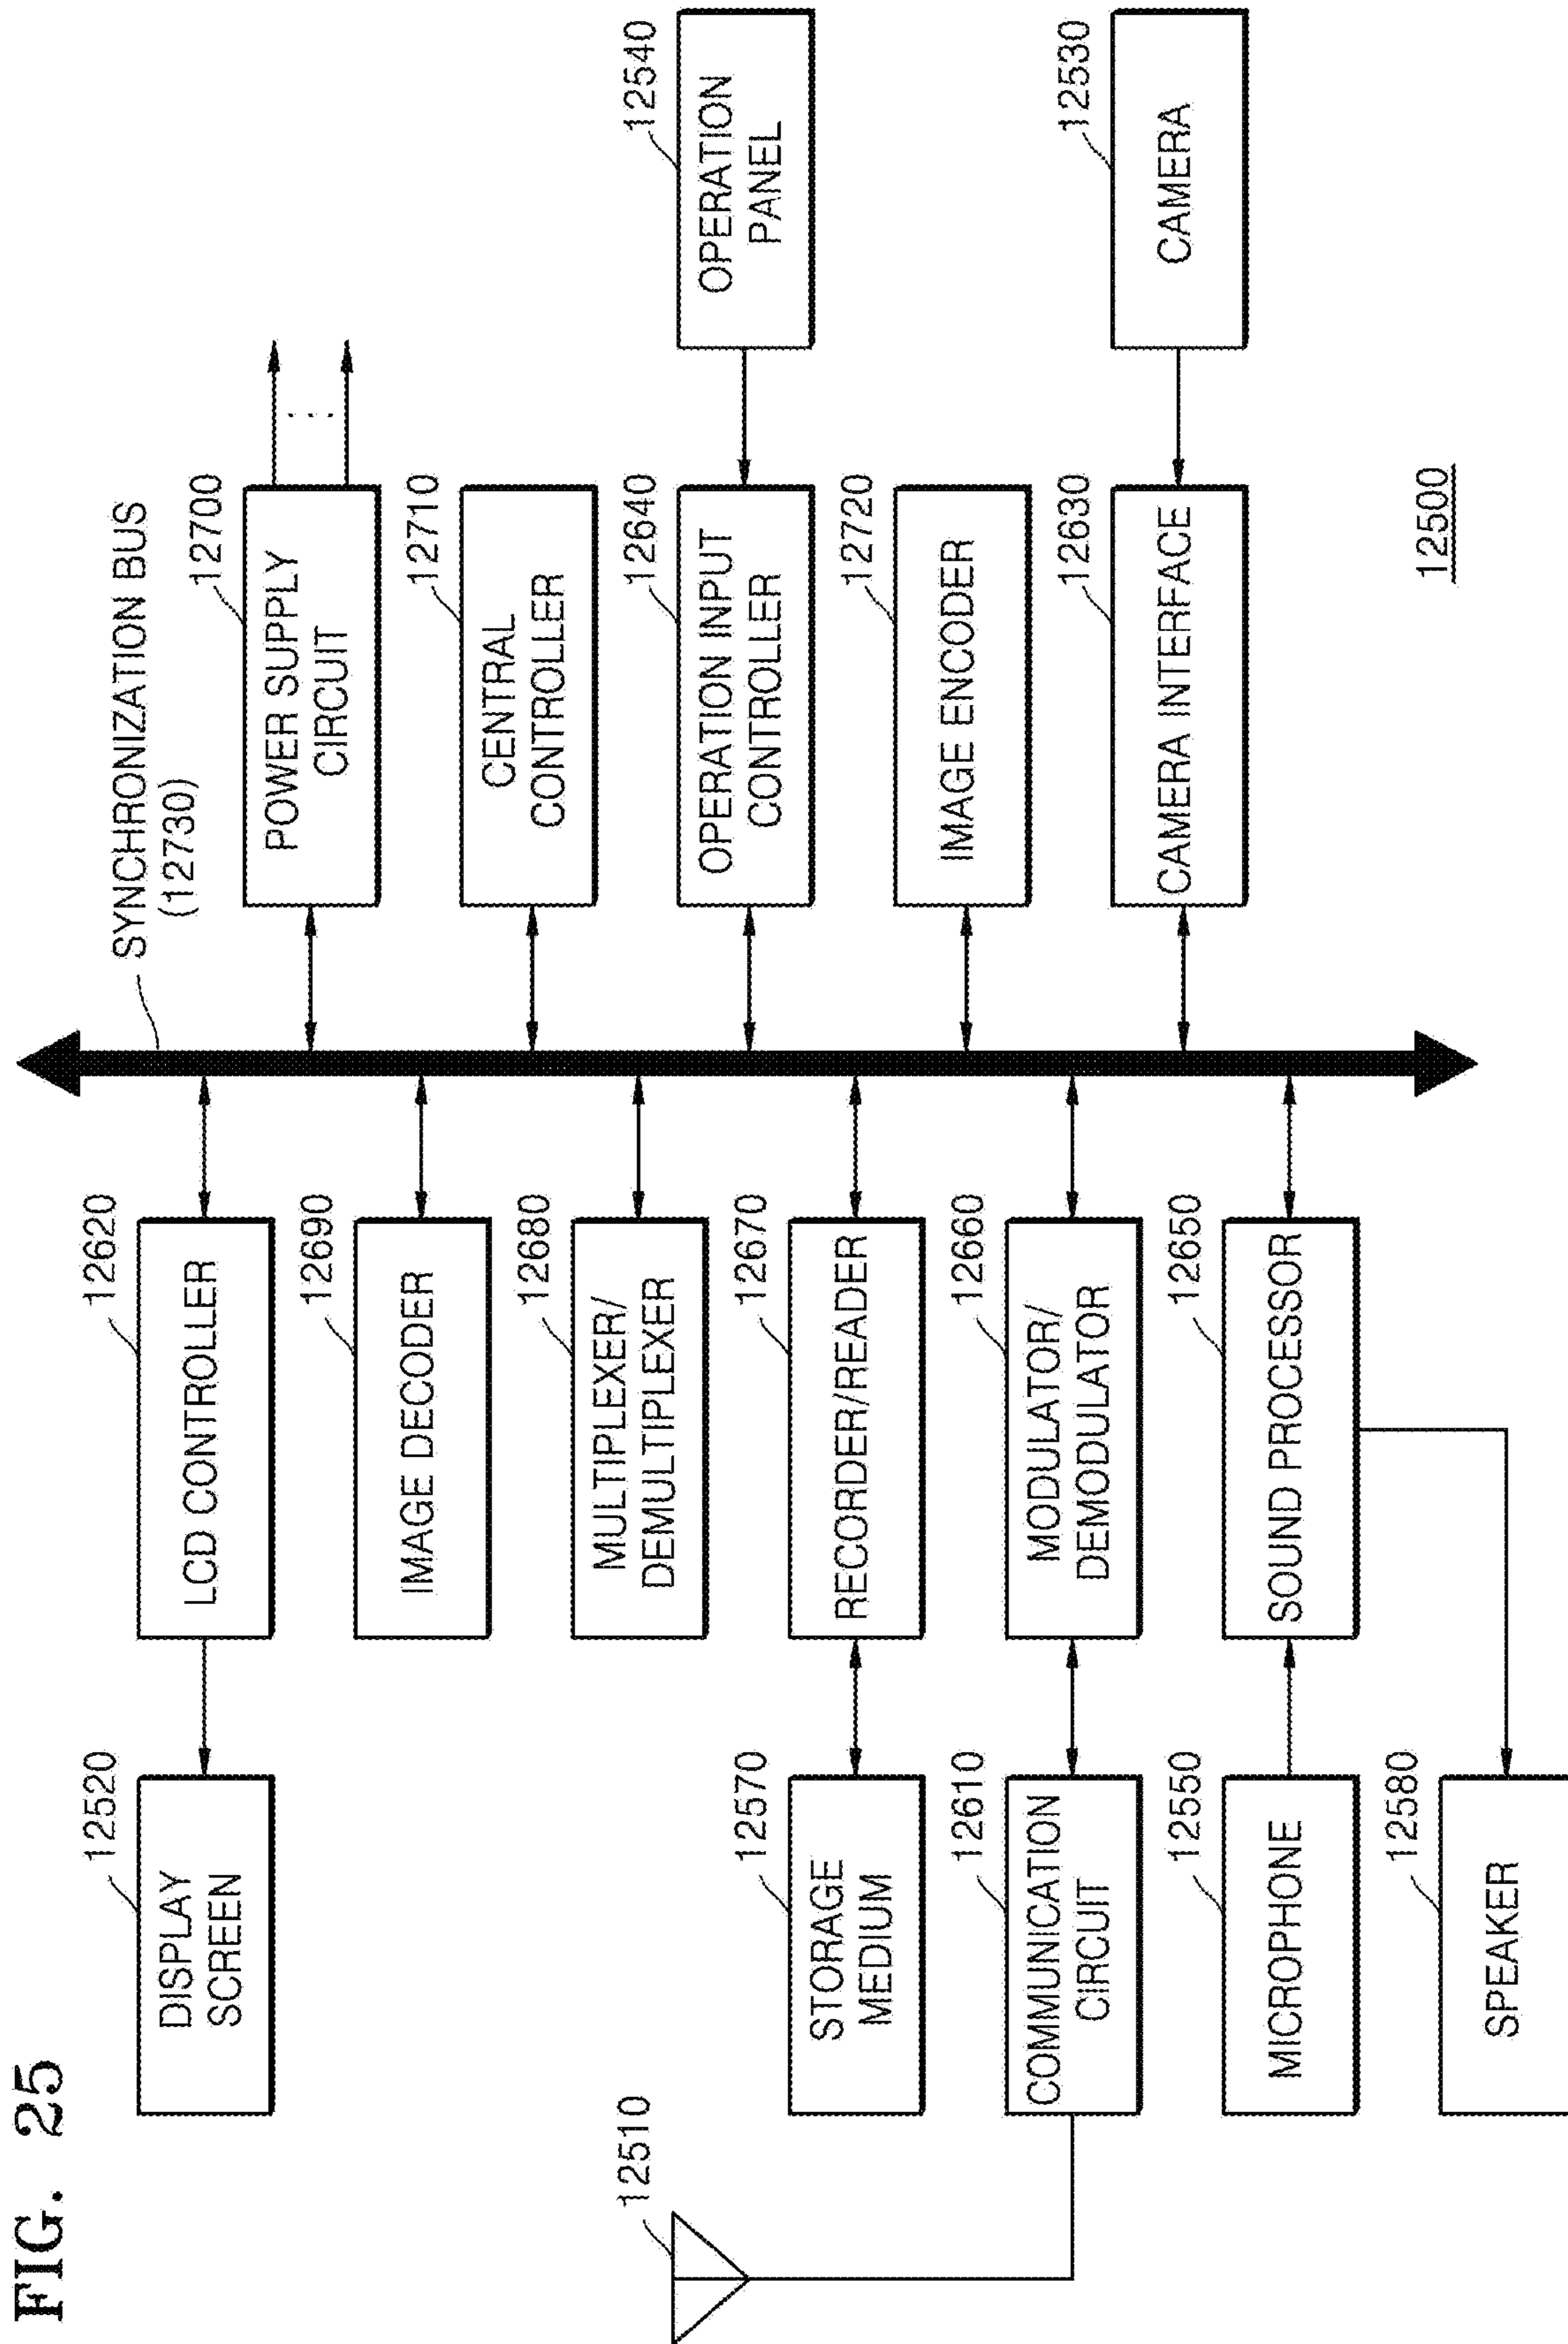 FIG. 25
SYNCHRONIZATION BUS
(12730)
12520
DISPLAY
SCREEN
12620
LCD CONTROLLER
12700
POWER SUPPLY
CIRCUIT
12690
IMAGE DECODER
12710
CENTRAL
CONTROLLER
12680
MULTIPLEXER/
DEMULTIPLEXER
12640
OPERATION INPUT
CONTROLLER
12540
OPERATION
PANEL
12510
12570
STORAGE
MEDIUM
12670
RECORDER/READER
12720
IMAGE ENCODER
12610
COMMUNICATION
CIRCUIT
12660
MODULATOR/
DEMODULATOR
12630
CAMERA INTERFACE
12530
CAMERA
12550
MICROPHONE
12650
SOUND PROCESSOR
12580
SPEAKER
12500